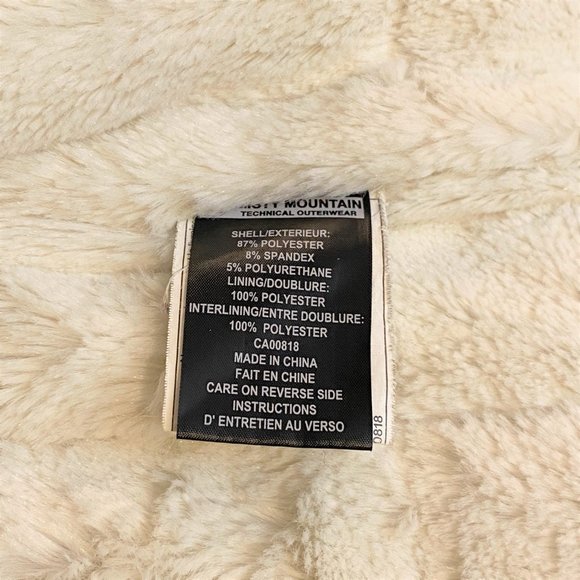 MISTY MOUNTAIN
TECHNICAL OUTERWEAR
SHELL/EXTERIEUR:
87% POLYESTER
8% SPANDEX
5% POLYURETHANE
LINING/DOUBLURE:
100% POLYESTER
INTERLINING/ENTRE DOUBLURE:
100% POLYESTER
CA00818
MADE IN CHINA
FAIT EN CHINE
CARE ON REVERSE SIDE
INSTRUCTIONS
D' ENTRETIEN AU VERSO
0818